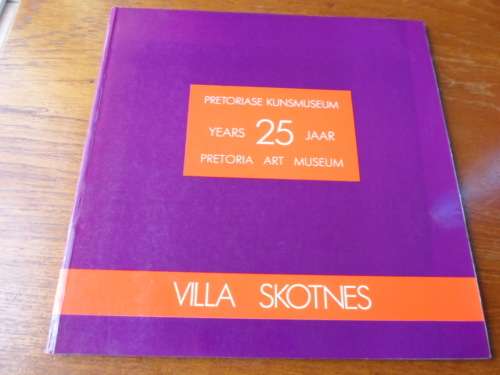 PRETORIASE KUNSMUSEUM
YEARS 25 JAAR
PRETORIA ART MUSEUM
VILLA SKOTNES